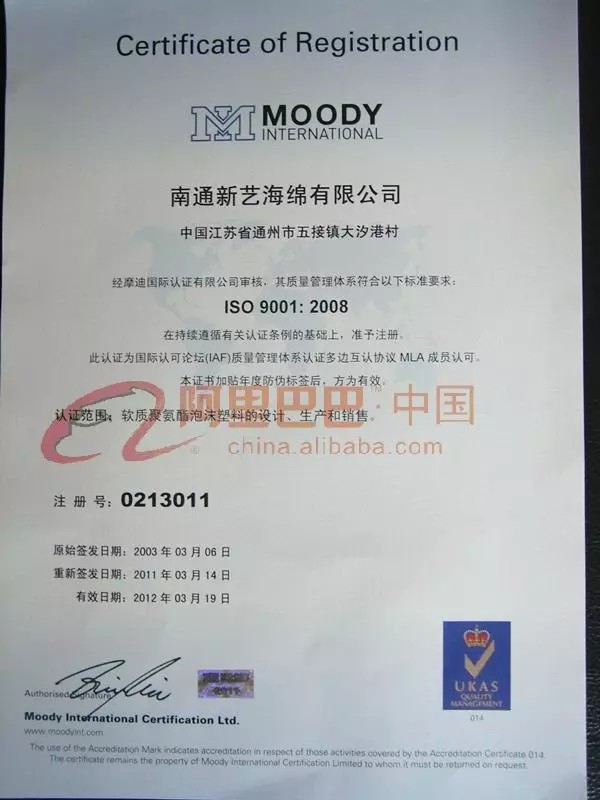 Certificate of Registration
MOODY
INTERNATIONAL
南通新艺海绵有限公司
中国江苏省通州市五接镇大汐港村
经摩迪国际认证有限公司审核，其质量管理体系符合以下标准要求：
ISO 9001: 2008
在持续遵循有关认证条例的基础上，准予注册。
此认证为国际认可论坛(IAF)质量管理体系认证多边互认协议 MLA 成员认可。
本证书加贴年度防伪标签后，方为有效。
阿里巴巴·中国
认证范围：软质聚氨酯泡沫塑料的设计、生产和销售。
china.alibaba.com
注 册 号：0213011
原始签发日期：2003 年 03 月 06 日
重新签发日期：2011 年 03 月 14 日
有效日期：2012 年 03 月 19 日
Authorised Signature
2011
UKAS
QUALITY
MANAGEMENT
014
Moody International Certification Ltd.
www.moodyint.com
The use of the Accreditation Mark indicates accreditation in respect of those activities covered by the Accreditation Certificate 014.
The certificate remains the property of Moody International Certification Limited to whom it must be returned on request.